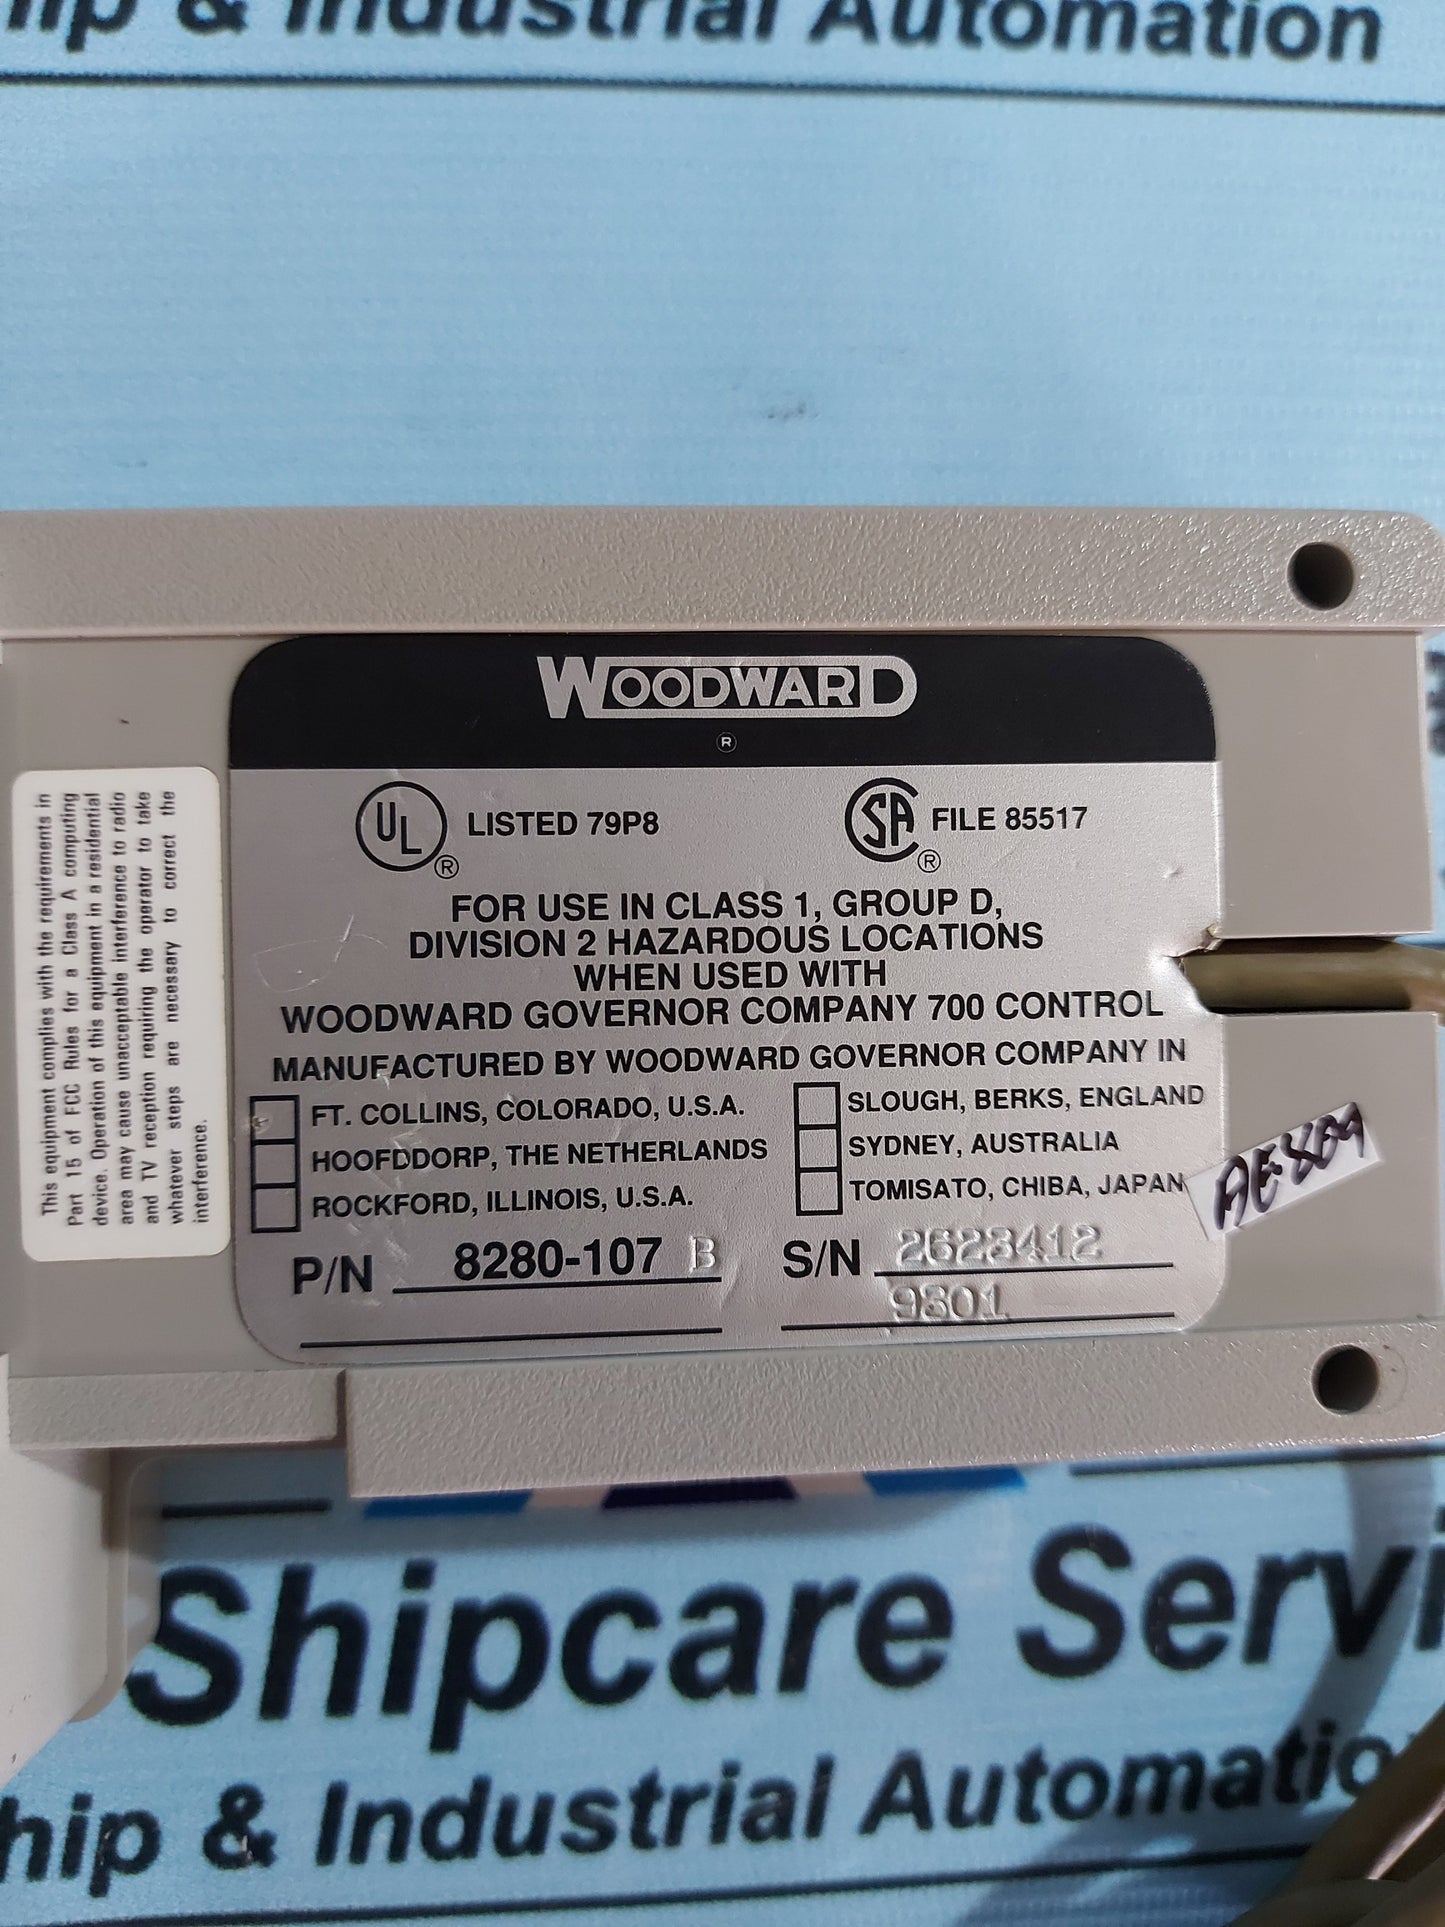 hip & Industrial Automation
WOODWARD
®
UL ® LISTED 79P8
SA ® FILE 85517
FOR USE IN CLASS 1, GROUP D,
DIVISION 2 HAZARDOUS LOCATIONS
WHEN USED WITH
WOODWARD GOVERNOR COMPANY 700 CONTROL
MANUFACTURED BY WOODWARD GOVERNOR COMPANY IN
FT. COLLINS, COLORADO, U.S.A.
HOOFDDORP, THE NETHERLANDS
ROCKFORD, ILLINOIS, U.S.A.
SLOUGH, BERKS, ENGLAND
SYDNEY, AUSTRALIA
TOMISATO, CHIBA, JAPAN
P/N 8280-107 B
S/N 2623412
9801
This equipment complies with the requirements in
Part 15 of FCC Rules for a Class A computing
device. Operation of this equipment in a residential
area may cause unacceptable interference to radio
and TV reception requiring the operator to take
whatever steps are necessary to correct the
interference.
Shipcare Servi
hip & Industrial Automatio